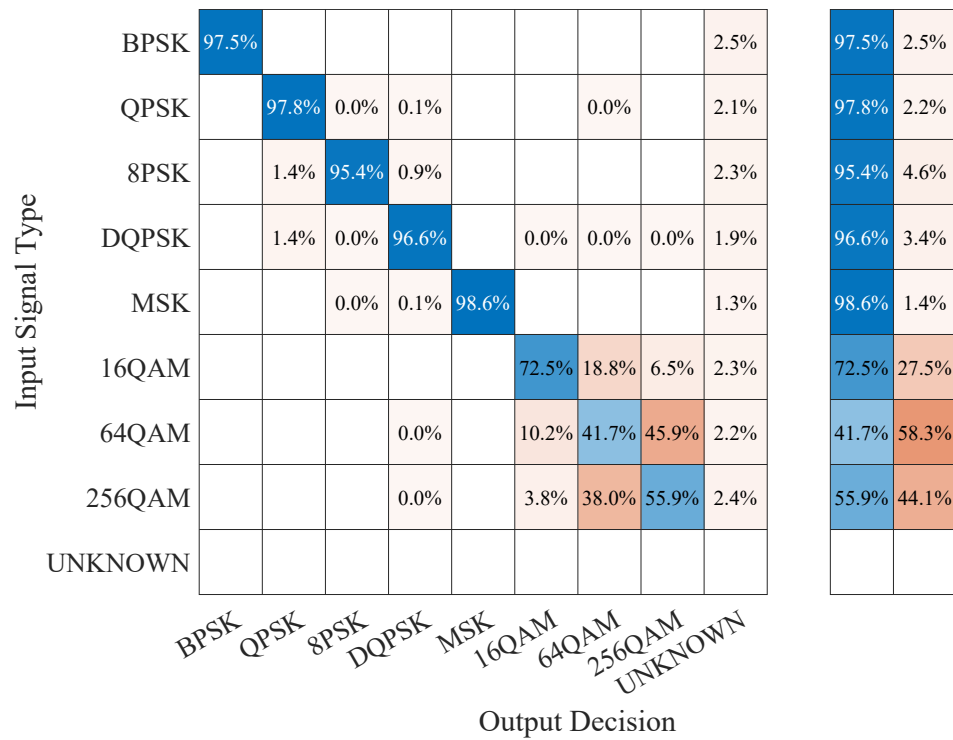 BPSK 97.5% 2.5% 97.5% 2.5%
QPSK 97.8% 0.0% 0.1% 0.0% 2.1% 97.8% 2.2%
8PSK 1.4% 95.4% 0.9% 2.3% 95.4% 4.6%
DQPSK 1.4% 0.0% 96.6% 0.0% 0.0% 0.0% 1.9% 96.6% 3.4%
MSK 0.0% 0.1% 98.6% 1.3% 98.6% 1.4%
16QAM 72.5% 18.8% 6.5% 2.3% 72.5% 27.5%
64QAM 0.0% 10.2% 41.7% 45.9% 2.2% 41.7% 58.3%
256QAM 0.0% 3.8% 38.0% 55.9% 2.4% 55.9% 44.1%
UNKNOWN
Input Signal Type
BPSK QPSK 8PSK DQPSK MSK 16QAM 64QAM 256QAM UNKNOWN
Output Decision